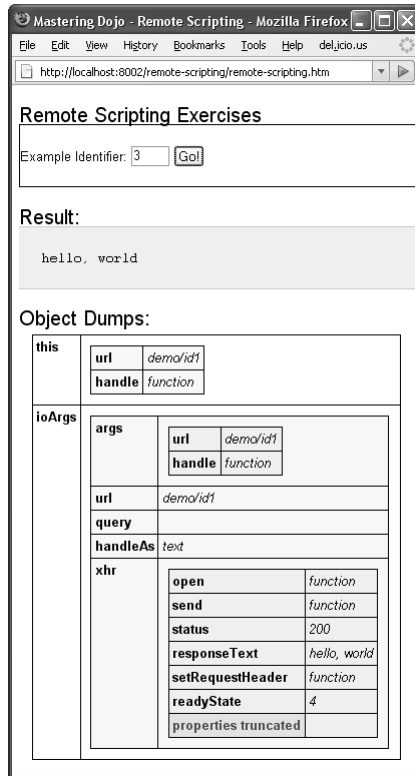 Mastering Dojo - Remote Scripting - Mozilla Firefox
File Edit View History Bookmarks Tools Help del.icio.us
http://localhost:8002/remote-scripting/remote-scripting.htm
Remote Scripting Exercises
Example Identifier: 3 Go!
Result:
hello, world
Object Dumps:
this
url demo/id1
handle function
ioArgs
args
url demo/id1
handle function
url demo/id1
query
handleAs text
xhr
open function
send function
status 200
responseText hello, world
setRequestHeader function
readyState 4
properties truncated